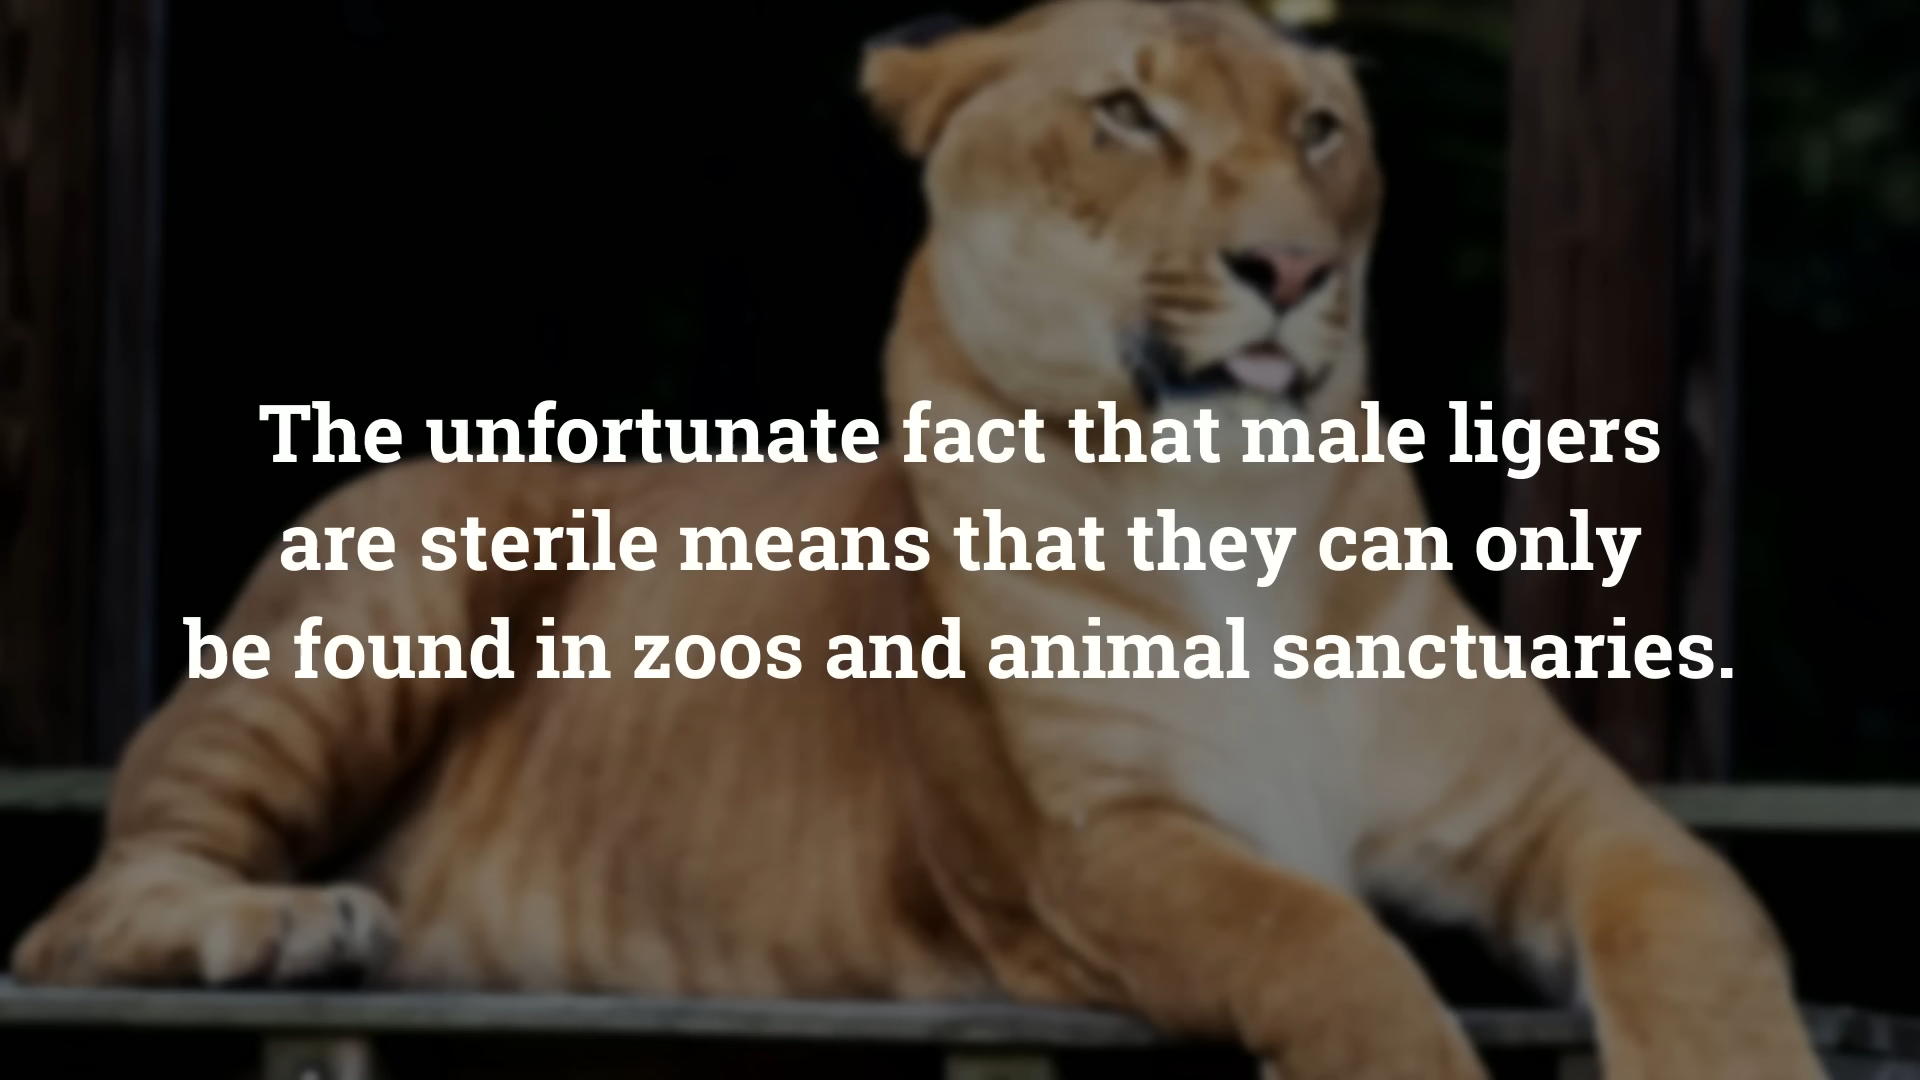 The unfortunate fact that male ligers
are sterile means that they can only
be found in zoos and animal sanctuaries.